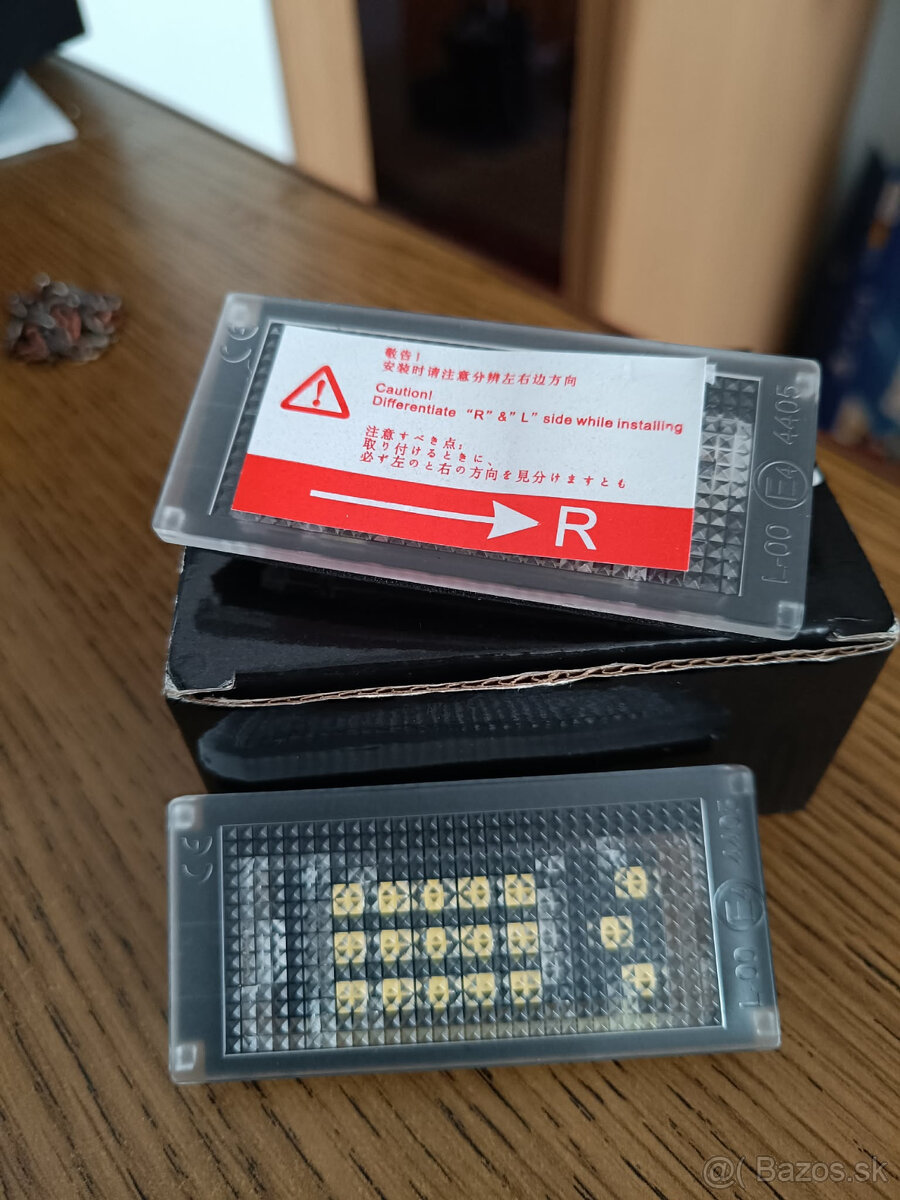 敬告！
安装时请注意分辨左右边方向
Caution!
Differentiate “R” &” L” side while installing
注意すべき点:
取り付けるときに、
必ず左のと右の方向を見分けますとも
R
CE
L-00 E4 4405
CE
L-00 E4 4405
@( Bazos.sk